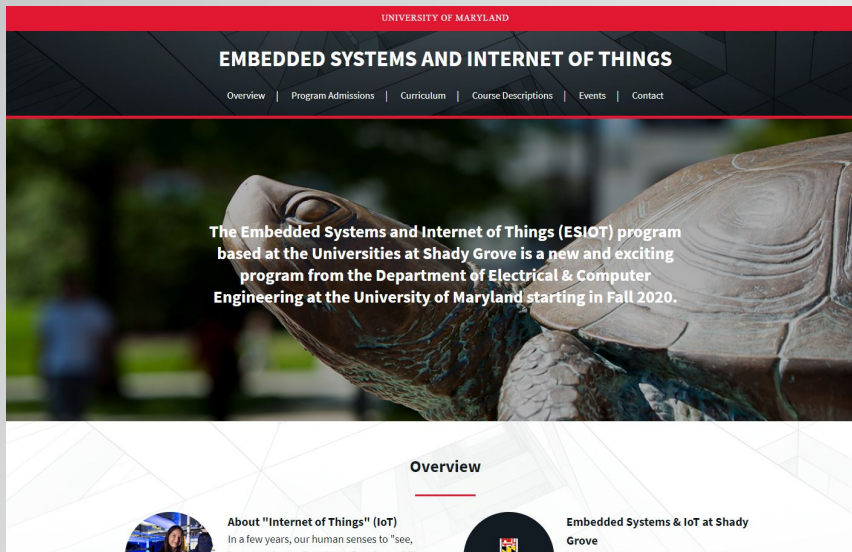 UNIVERSITY OF MARYLAND
EMBEDDED SYSTEMS AND INTERNET OF THINGS
Overview | Program Admissions | Curriculum | Course Descriptions | Events | Contact
The Embedded Systems and Internet of Things (ESIOT) program
based at the Universities at Shady Grove is a new and exciting
program from the Department of Electrical & Computer
Engineering at the University of Maryland starting in Fall 2020.
Overview
About "Internet of Things" (IoT)
In a few years, our human senses to "see,
Embedded Systems & IoT at Shady
Grove